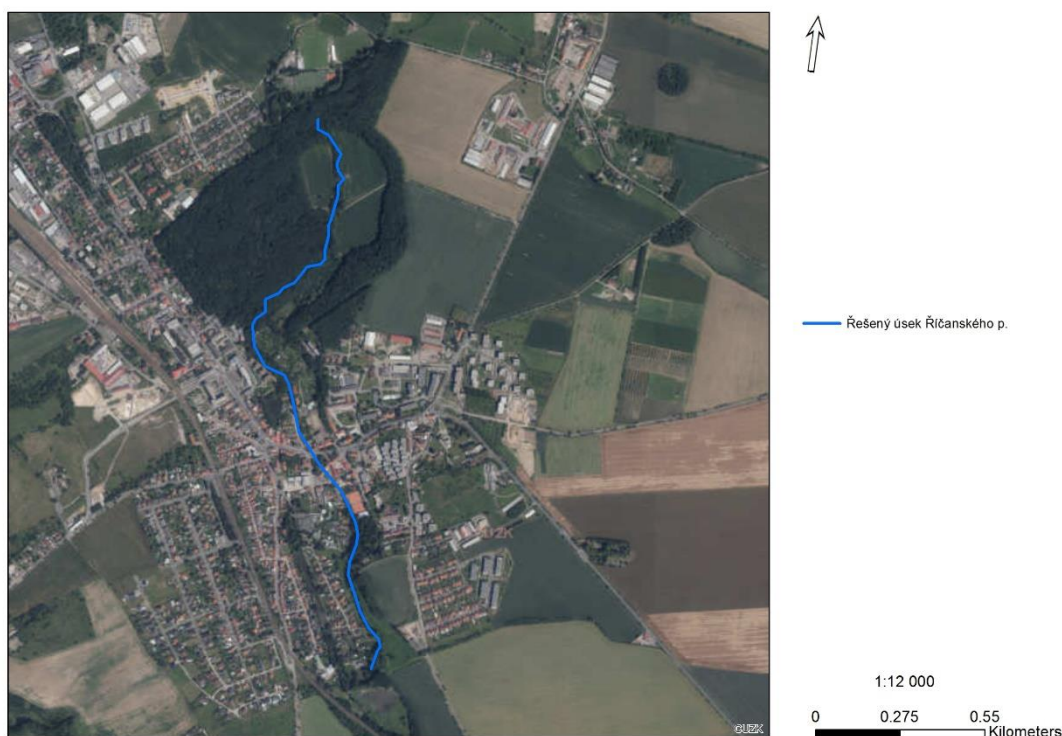 Řešený úsek Říčanského p.
ČÚZK
1:12 000
0 0.275 0.55
Kilometers